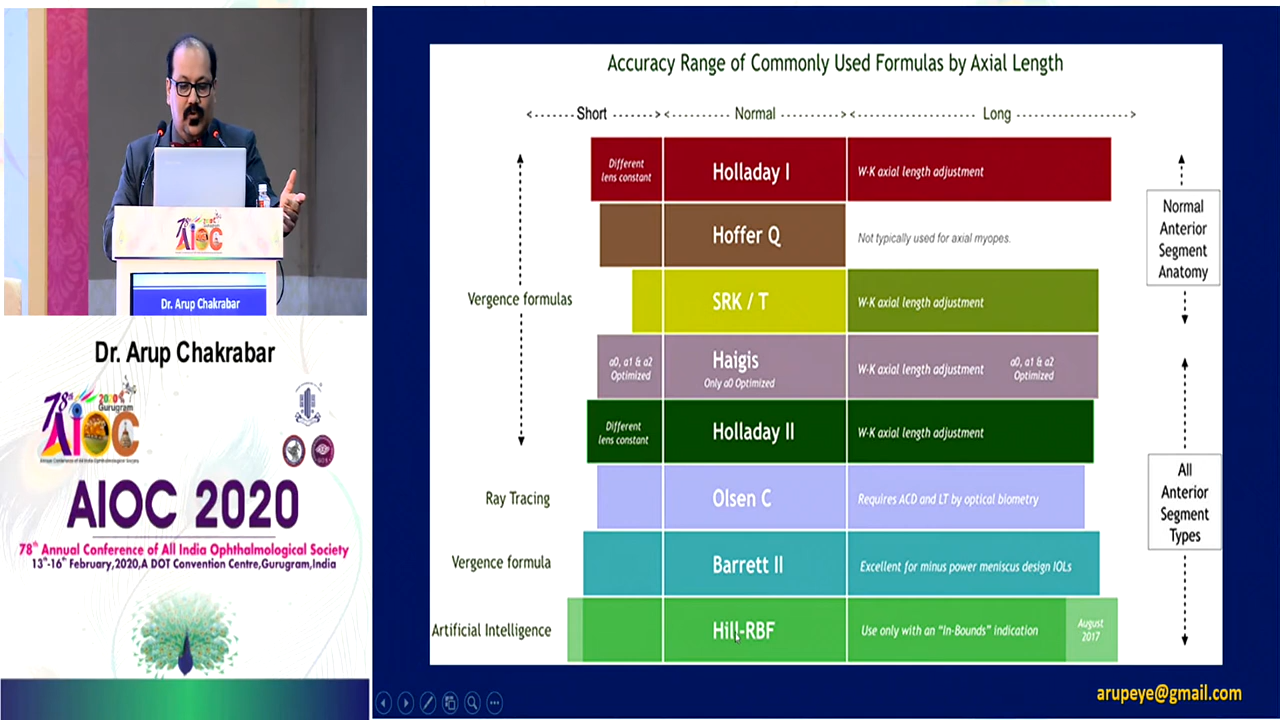 Dr. Arup Chakrabar
Dr. Arup Chakrabar
78th 2020
Gurugram
AIOC
AIOC 2020
78th Annual Conference of All India Ophthalmological Society
13th-16th February,2020,A DOT Convention Centre,Gurugram,India
Accuracy Range of Commonly Used Formulas by Axial Length
Short Normal Long
Different
lens constant
Holladay I
W-K axial length adjustment
Hoffer Q
Not typically used for axial myopes.
Normal
Anterior
Segment
Anatomy
Vergence formulas
SRK / T
W-K axial length adjustment
a0, a1 & a2
Optimized
Haigis
Only a0 Optimized
W-K axial length adjustment
a0, a1 & a2
Optimized
Different
lens constant
Holladay II
W-K axial length adjustment
Ray Tracing
Olsen C
Requires ACD and LT by optical biometry
All
Anterior
Segment
Types
Vergence formula
Barrett II
Excellent for minus power meniscus design IOLs
Artificial Intelligence
Hill-RBF
Use only with an “In-Bounds” indication
August
2017
arupeye@gmail.com